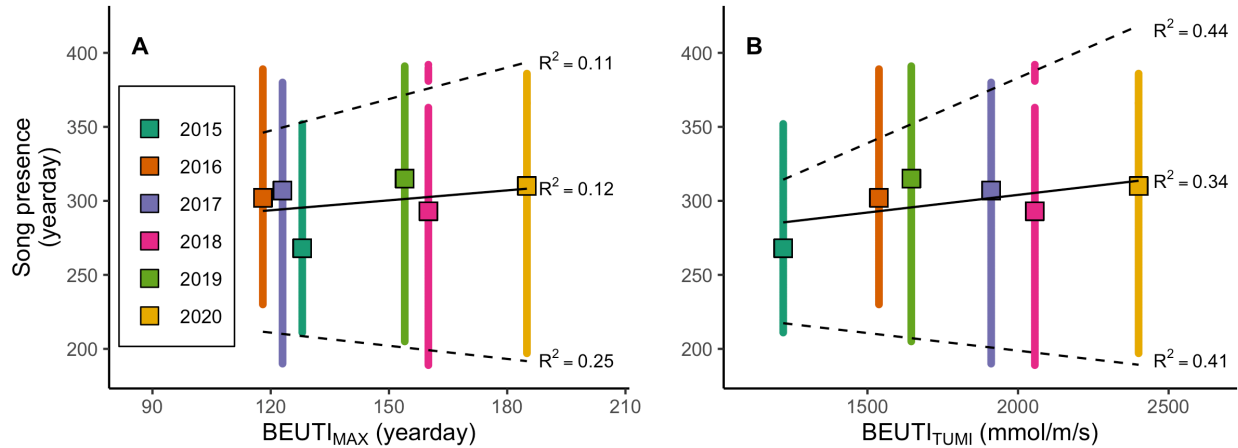 A
B
400
350
300
250
200
Song presence
(yearday)
2015
2016
2017
2018
2019
2020
R² = 0.11
R² = 0.12
R² = 0.25
90
120
150
180
210
BEUTI_MAX (yearday)
400
350
300
250
200
R² = 0.44
R² = 0.34
R² = 0.41
1500
2000
2500
BEUTI_TUMI (mmol/m/s)